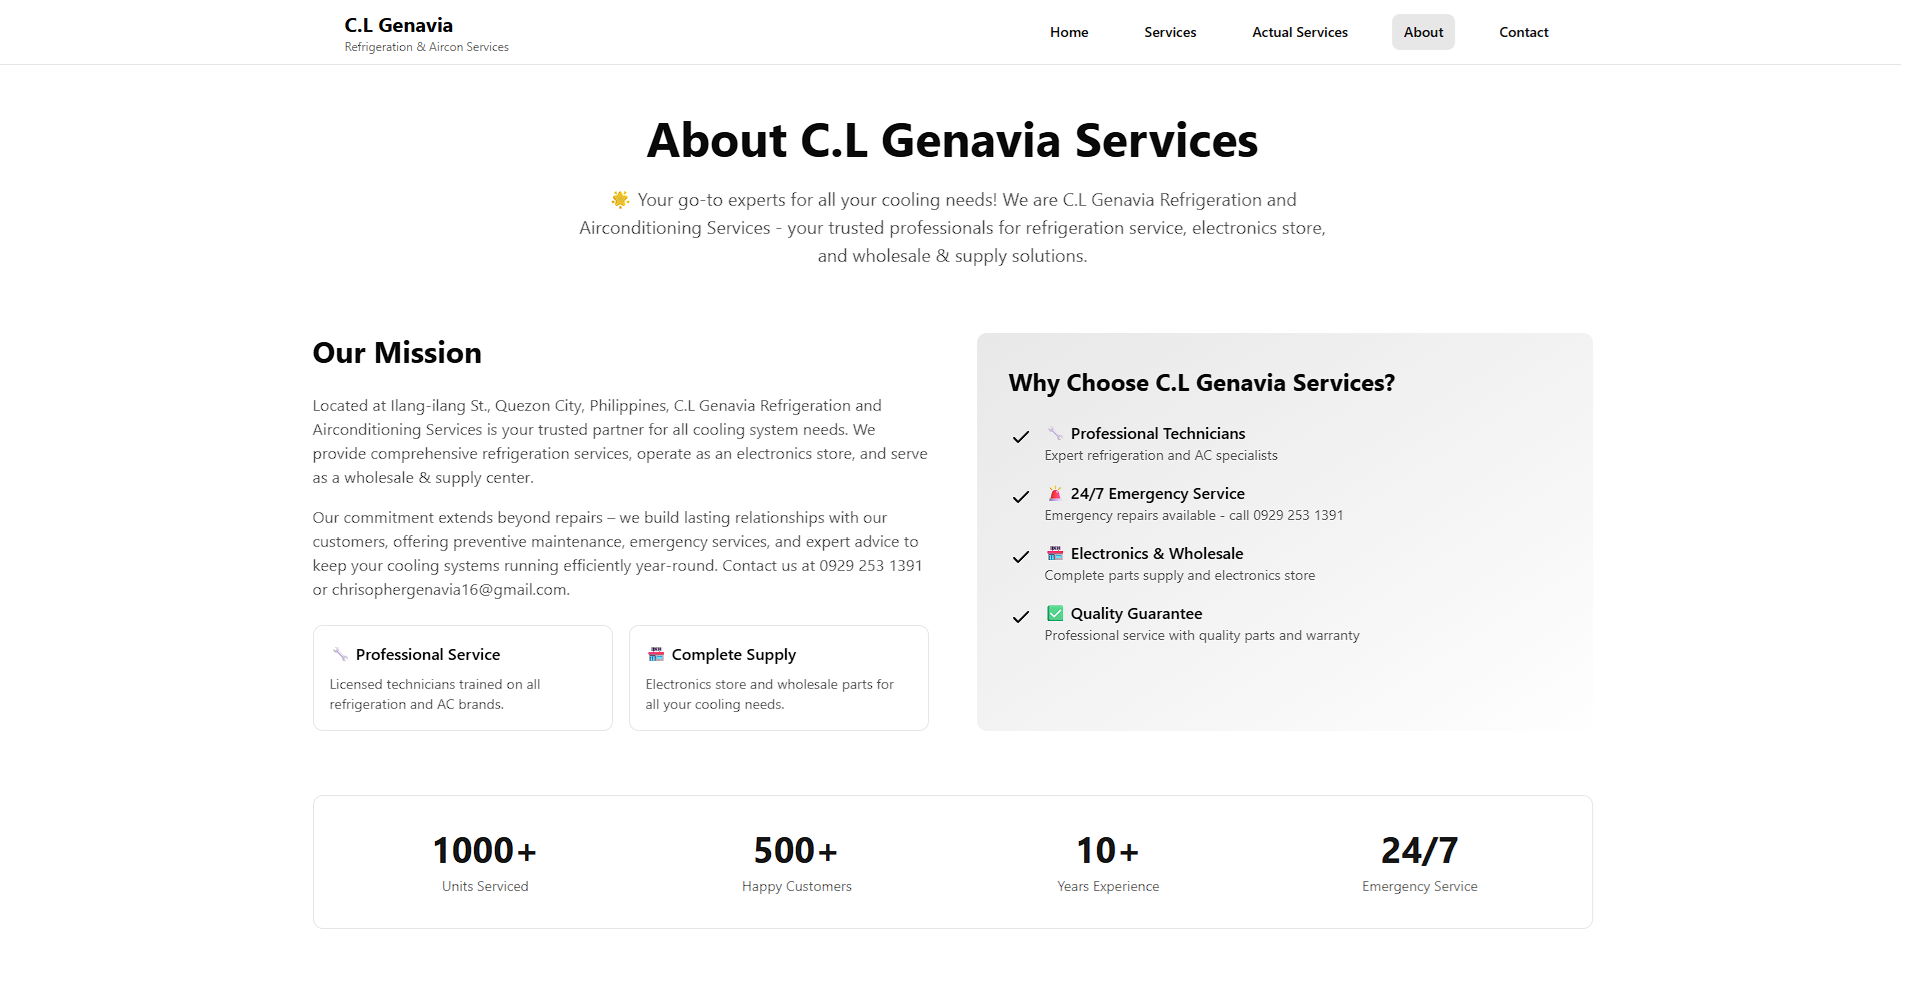 C.L Genavia
Refrigeration & Aircon Services
Home
Services
Actual Services
About
Contact
About C.L Genavia Services
🌟 Your go-to experts for all your cooling needs! We are C.L Genavia Refrigeration and
Airconditioning Services - your trusted professionals for refrigeration service, electronics store,
and wholesale & supply solutions.
Our Mission
Located at Ilang-ilang St., Quezon City, Philippines, C.L Genavia Refrigeration and
Airconditioning Services is your trusted partner for all cooling system needs. We
provide comprehensive refrigeration services, operate as an electronics store, and serve
as a wholesale & supply center.
Our commitment extends beyond repairs – we build lasting relationships with our
customers, offering preventive maintenance, emergency services, and expert advice to
keep your cooling systems running efficiently year-round. Contact us at 0929 253 1391
or chrisophergenavia16@gmail.com.
🔧 Professional Service
Licensed technicians trained on all
refrigeration and AC brands.
🏪 Complete Supply
Electronics store and wholesale parts for
all your cooling needs.
Why Choose C.L Genavia Services?
🔧 Professional Technicians
Expert refrigeration and AC specialists
🚨 24/7 Emergency Service
Emergency repairs available - call 0929 253 1391
🏪 Electronics & Wholesale
Complete parts supply and electronics store
✅ Quality Guarantee
Professional service with quality parts and warranty
1000+
Units Serviced
500+
Happy Customers
10+
Years Experience
24/7
Emergency Service